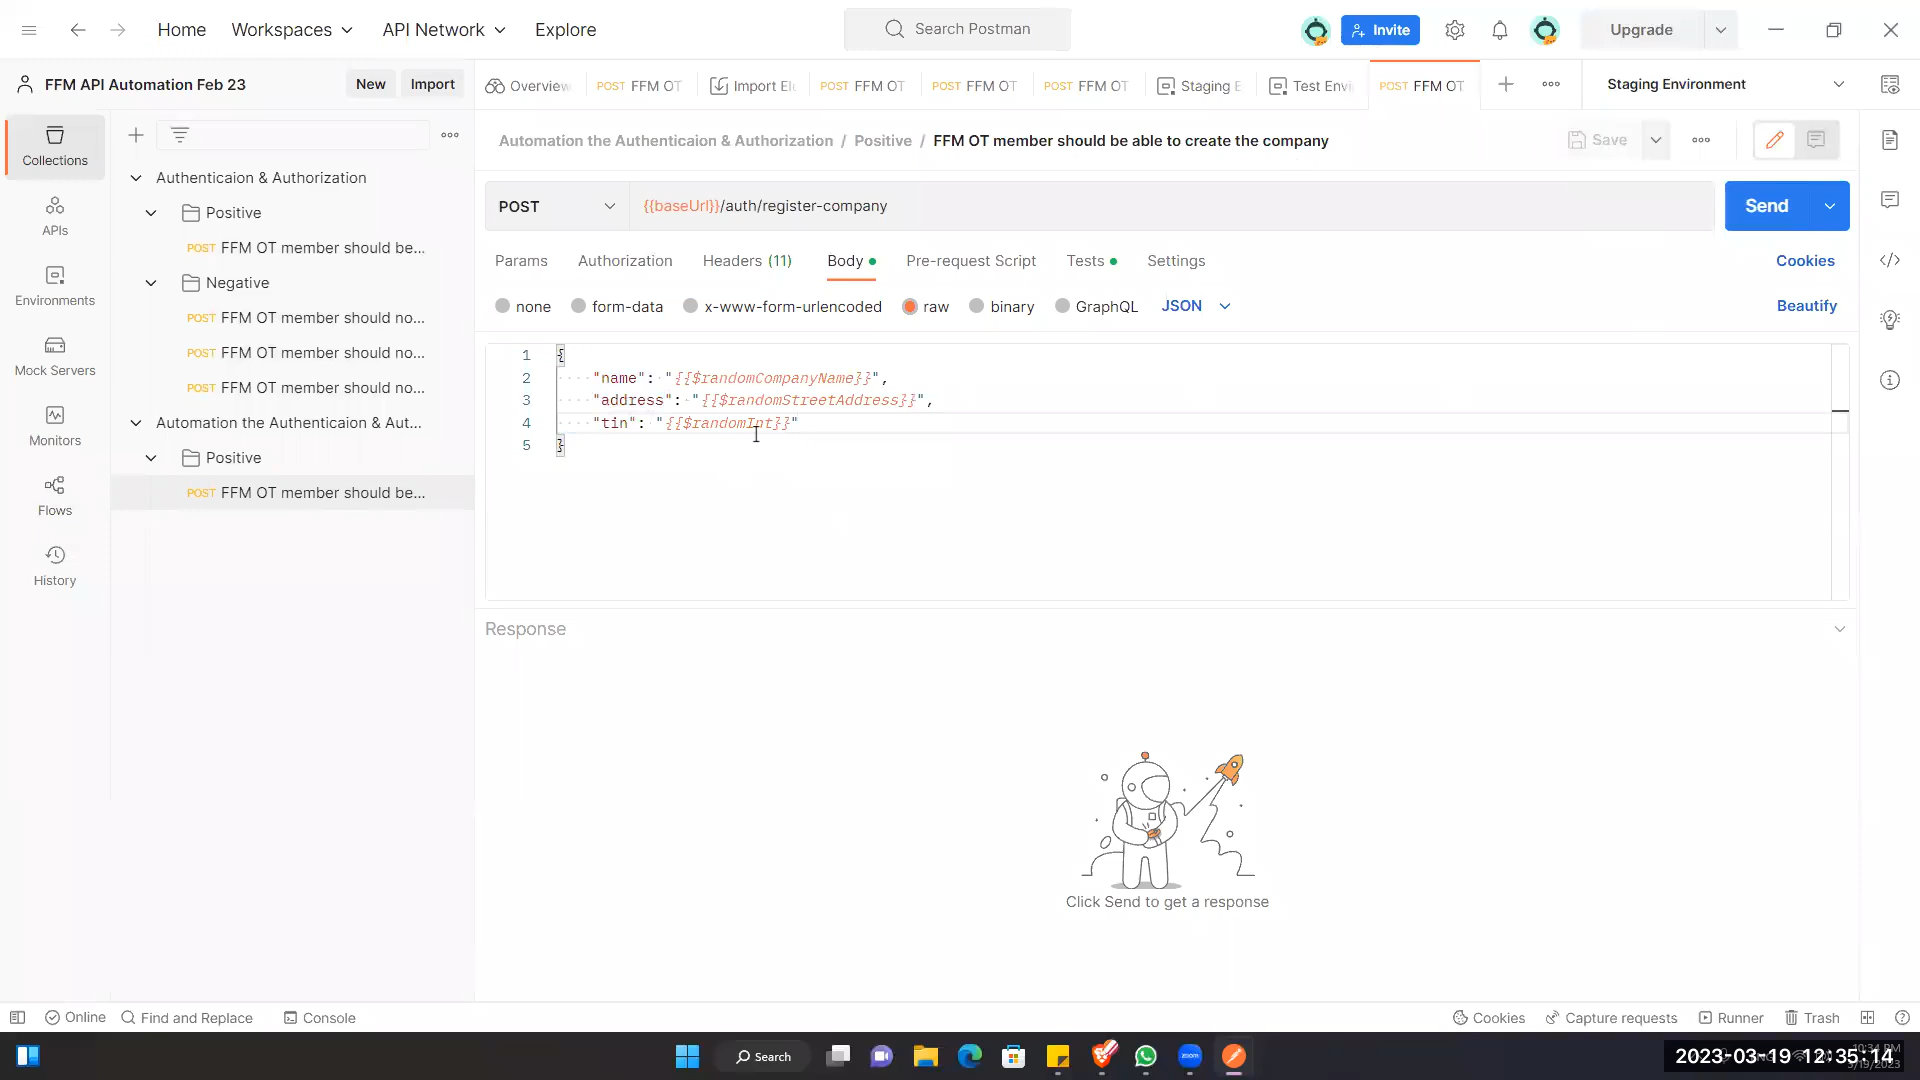 Home Workspaces API Network Explore Search Postman Invite Upgrade
FFM API Automation Feb 23 New Import
Overview POST FFM OT Import El POST FFM OT POST FFM OT POST FFM OT Staging E Test Envi POST FFM OT Staging Environment
Automation the Authenticaion & Authorization / Positive / FFM OT member should be able to create the company Save
Collections
APIs
Environments
Mock Servers
Monitors
Flows
History
Authenticaion & Authorization
Positive
POST FFM OT member should be...
Negative
POST FFM OT member should no...
POST FFM OT member should no...
POST FFM OT member should no...
Automation the Authenticaion & Aut...
Positive
POST FFM OT member should be...
POST {{baseUrl}}/auth/register-company Send
Params Authorization Headers (11) Body Pre-request Script Tests Settings Cookies
none form-data x-www-form-urlencoded raw binary GraphQL JSON Beautify
1 {
2 "name": "{{$randomCompanyName}}",
3 "address": "{{$randomStreetAddress}}",
4 "tin": "{{$randomInt}}"
5 }
Response
Click Send to get a response
Online Find and Replace Console Cookies Capture requests Runner Trash
Search
zoom
2023-03-19 12:35:14